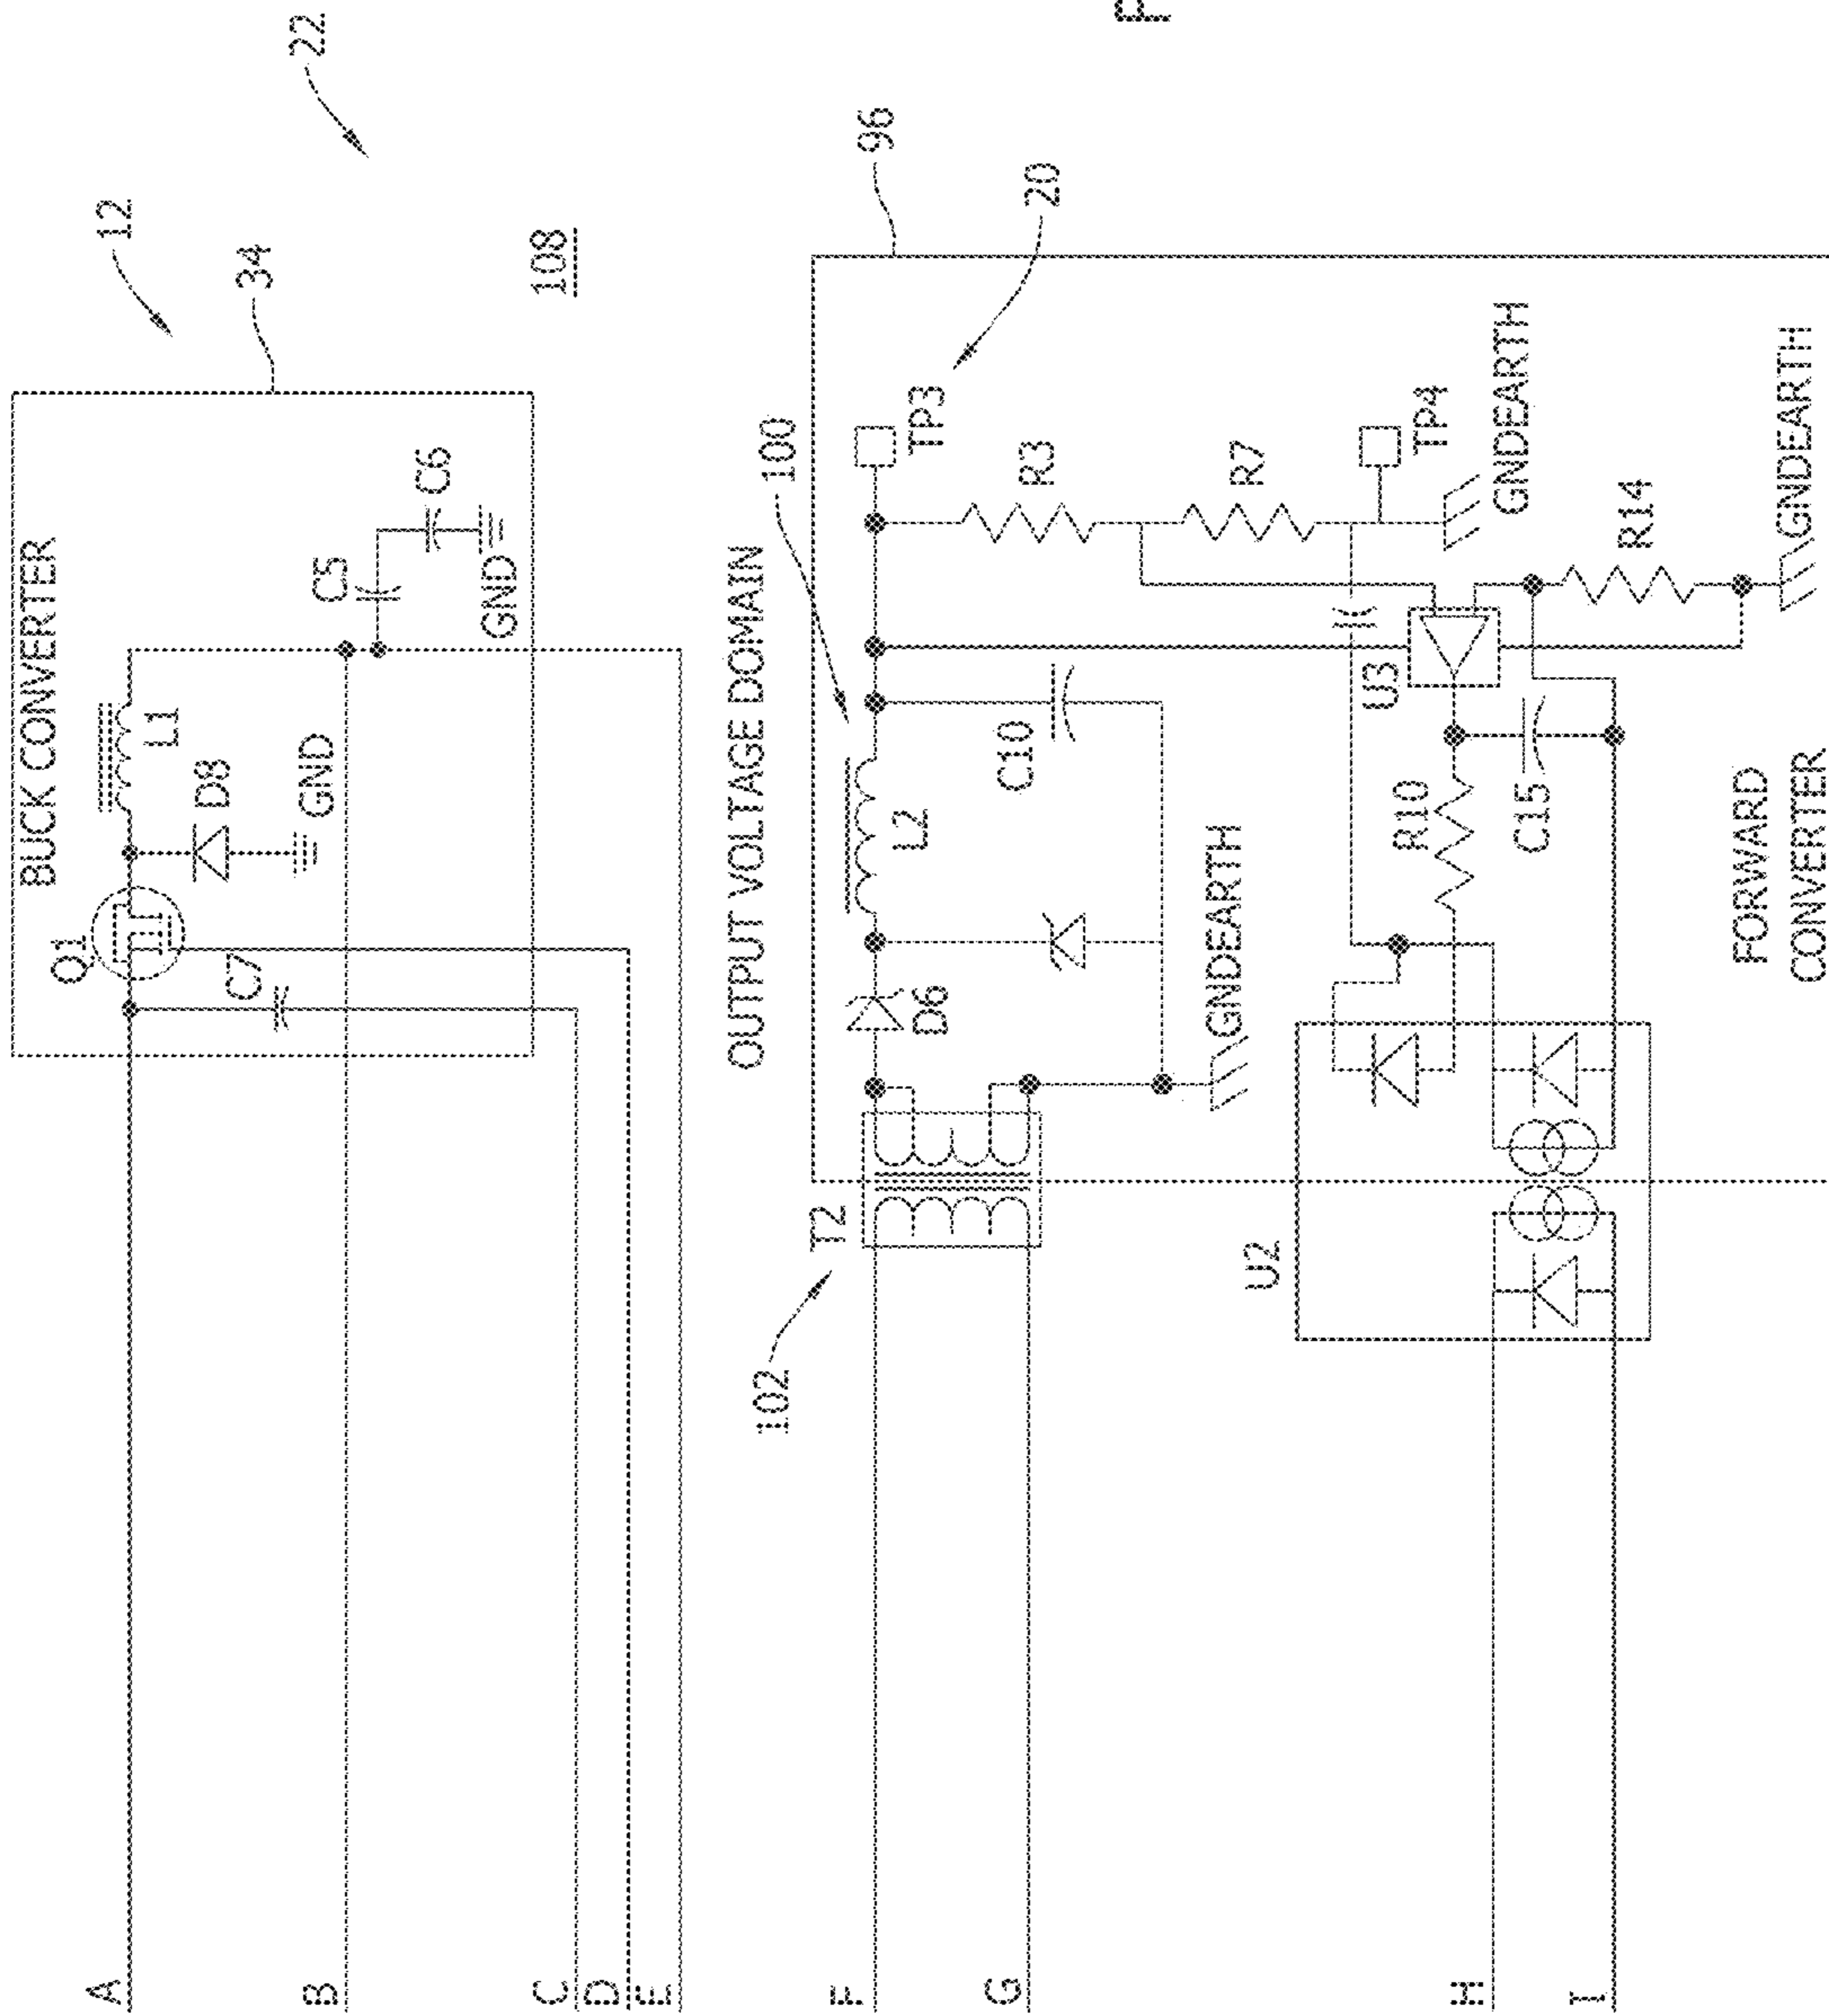 22
12
34
108
BUCK CONVERTER
Q1
L1
D8
GND
C7
C5
C6
GND
A
B
C
D
E
96
20
OUTPUT VOLTAGE DOMAIN
100
TP3
R3
R7
TP4
GNDEARTH
R14
GNDEARTH
L2
D6
C10
T2
102
GNDEARTH
U3
R10
C15
U2
FORWARD
CONVERTER
F
G
H
I